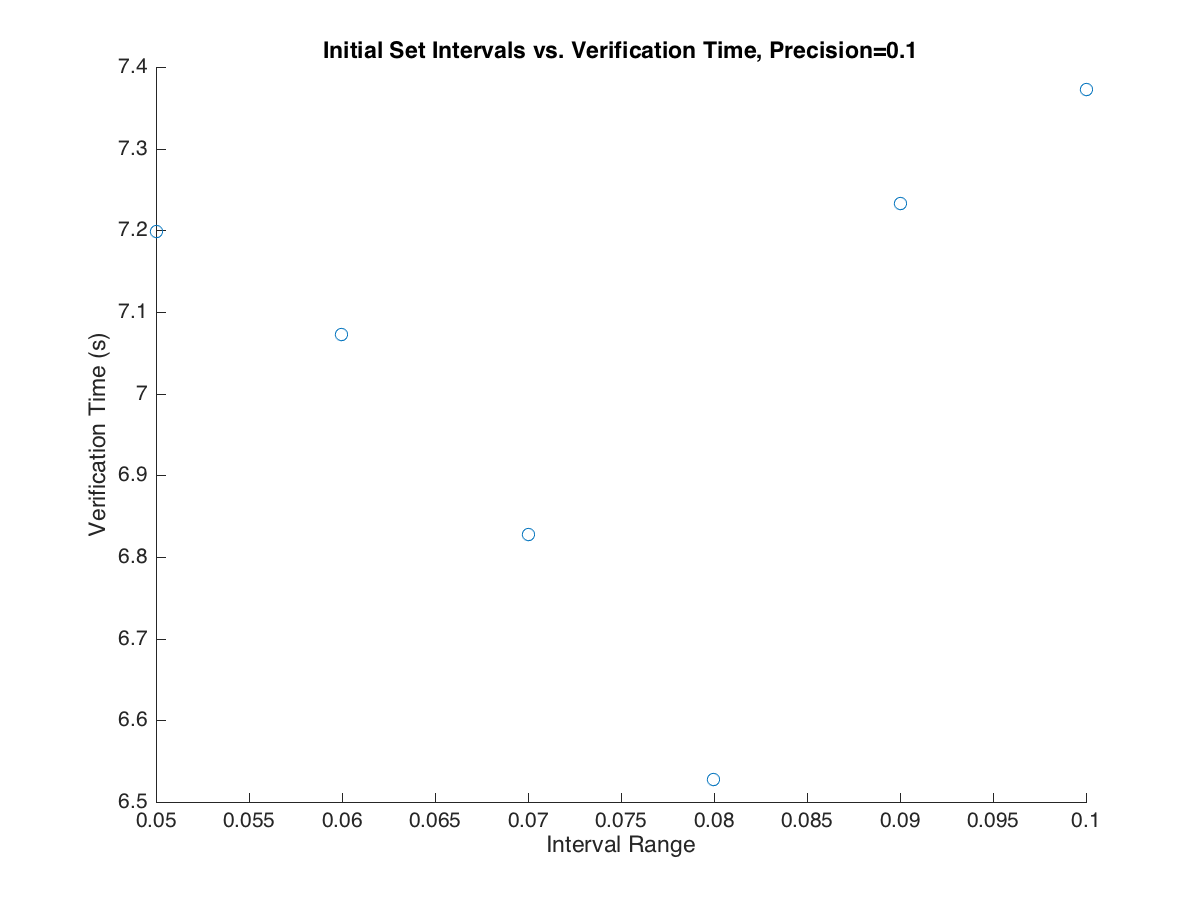 Initial Set Intervals vs. Verification Time, Precision=0.1
7.4
7.3
7.2
7.1
7
6.9
6.8
6.7
6.6
6.5
Verification Time (s)
0.05 0.055 0.06 0.065 0.07 0.075 0.08 0.085 0.09 0.095 0.1
Interval Range